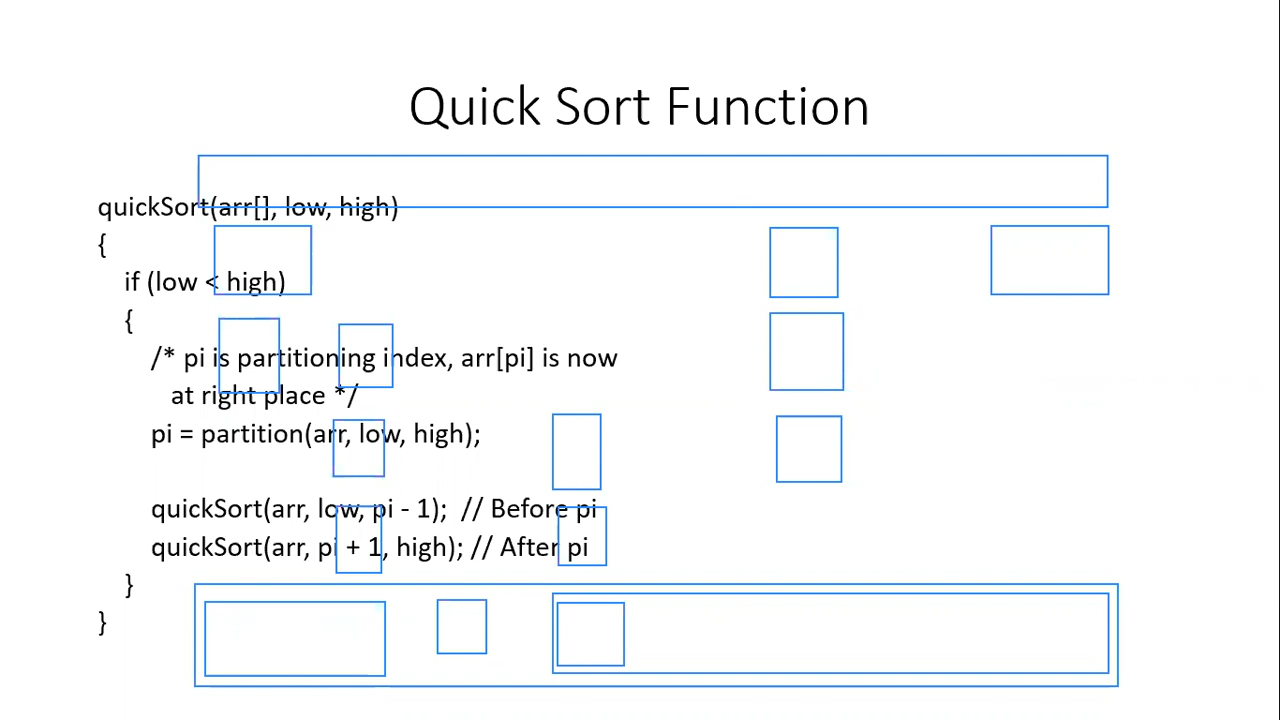 Quick Sort Function
quickSort(arr[], low, high)
{
if (low < high)
{
/* pi is partitioning index, arr[pi] is now
at right place */
pi = partition(arr, low, high);
quickSort(arr, low, pi - 1);  // Before pi
quickSort(arr, pi + 1, high); // After pi
}
}